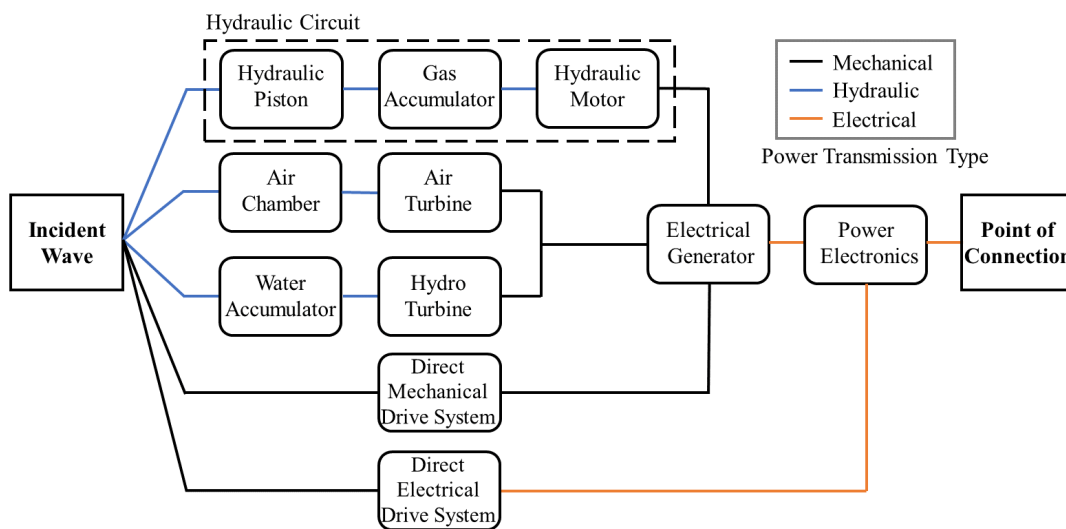 Hydraulic Circuit
Hydraulic
Piston
Gas
Accumulator
Hydraulic
Motor
Mechanical
Hydraulic
Electrical
Power Transmission Type
Air
Chamber
Air
Turbine
Incident
Wave
Electrical
Generator
Power
Electronics
Point of
Connection
Water
Accumulator
Hydro
Turbine
Direct
Mechanical
Drive System
Direct
Electrical
Drive System